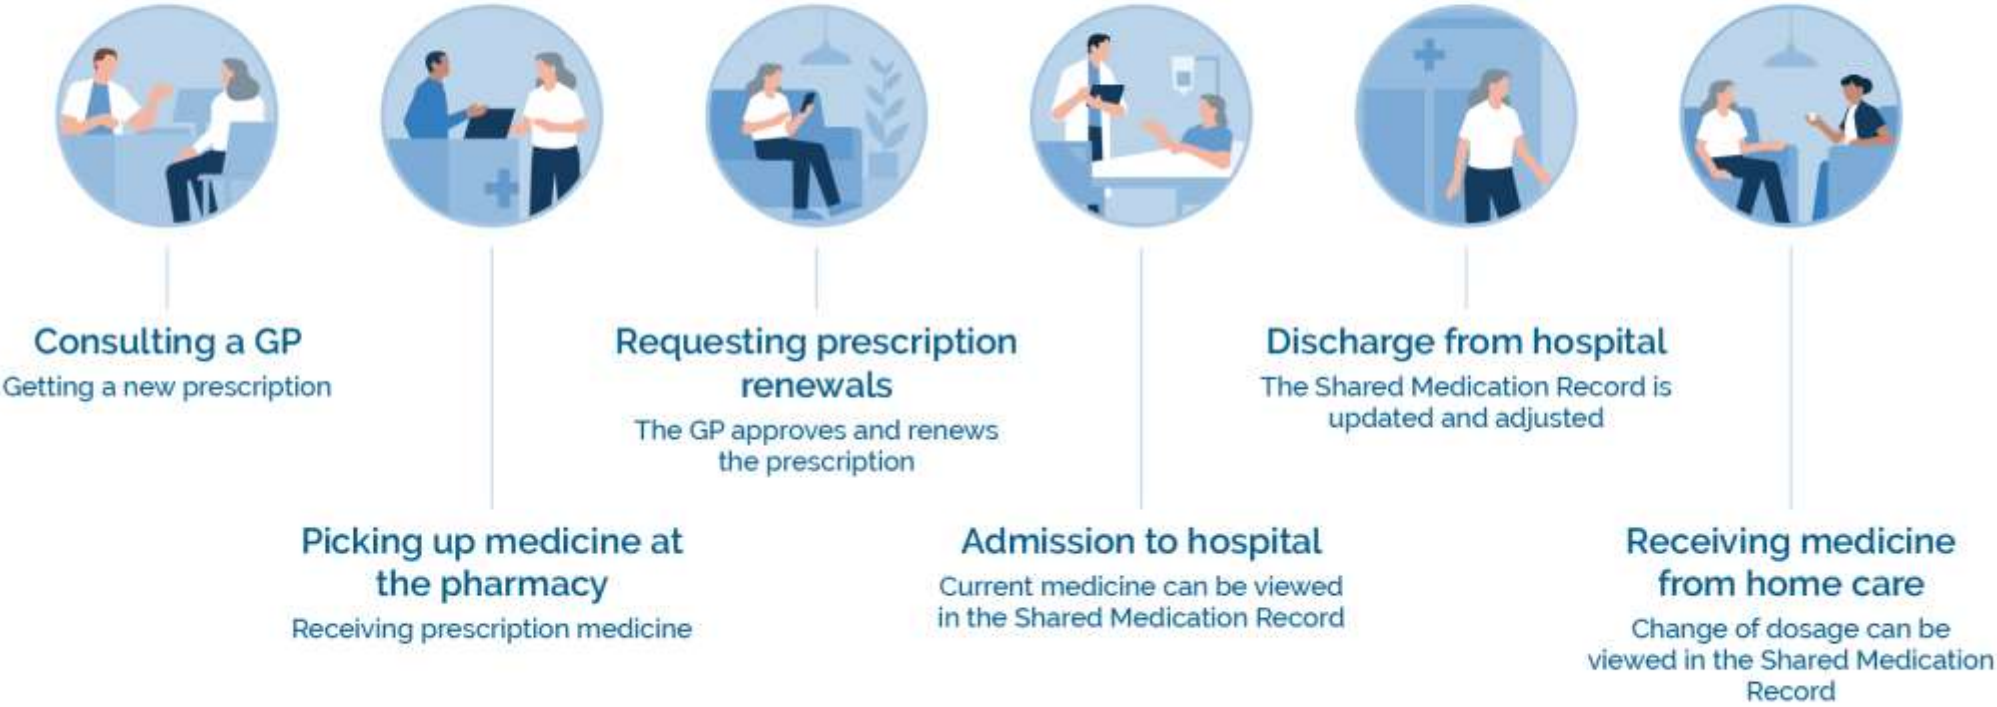 Consulting a GP
Getting a new prescription
Picking up medicine at
the pharmacy
Receiving prescription medicine
Requesting prescription
renewals
The GP approves and renews
the prescription
Admission to hospital
Current medicine can be viewed
in the Shared Medication Record
Discharge from hospital
The Shared Medication Record is
updated and adjusted
Receiving medicine
from home care
Change of dosage can be
viewed in the Shared Medication
Record